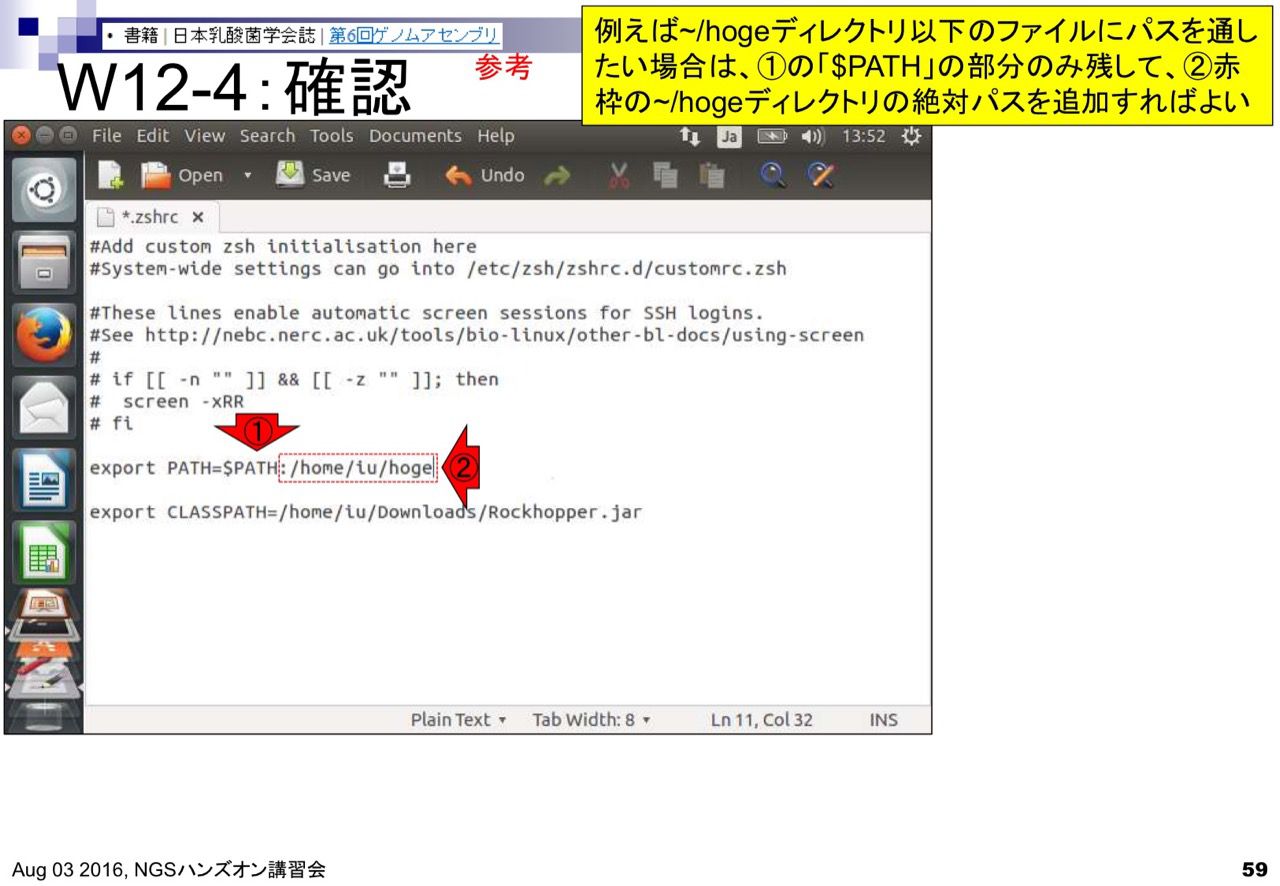 ・ 書籍 | 日本乳酸菌学会誌 | 第6回ゲノムアセンブリ
W12-4：確認
参考
例えば~/hogeディレクトリ以下のファイルにパスを通し
たい場合は、①の「$PATH」の部分のみ残して、②赤
枠の~/hogeディレクトリの絶対パスを追加すればよい
File Edit View Search Tools Documents Help Ja 13:52
Open Save Undo
*.zshrc ×
#Add custom zsh initialisation here
#System-wide settings can go into /etc/zsh/zshrc.d/customrc.zsh
#These lines enable automatic screen sessions for SSH logins.
#See http://nebc.nerc.ac.uk/tools/bio-linux/other-bl-docs/using-screen
#
# if [[ -n "" ]] && [[ -z "" ]]; then
#  screen -xRR
# fi
①
export PATH=$PATH:/home/iu/hoge
②
export CLASSPATH=/home/iu/Downloads/Rockhopper.jar
Plain Text Tab Width: 8 Ln 11, Col 32 INS
Aug 03 2016, NGSハンズオン講習会
59